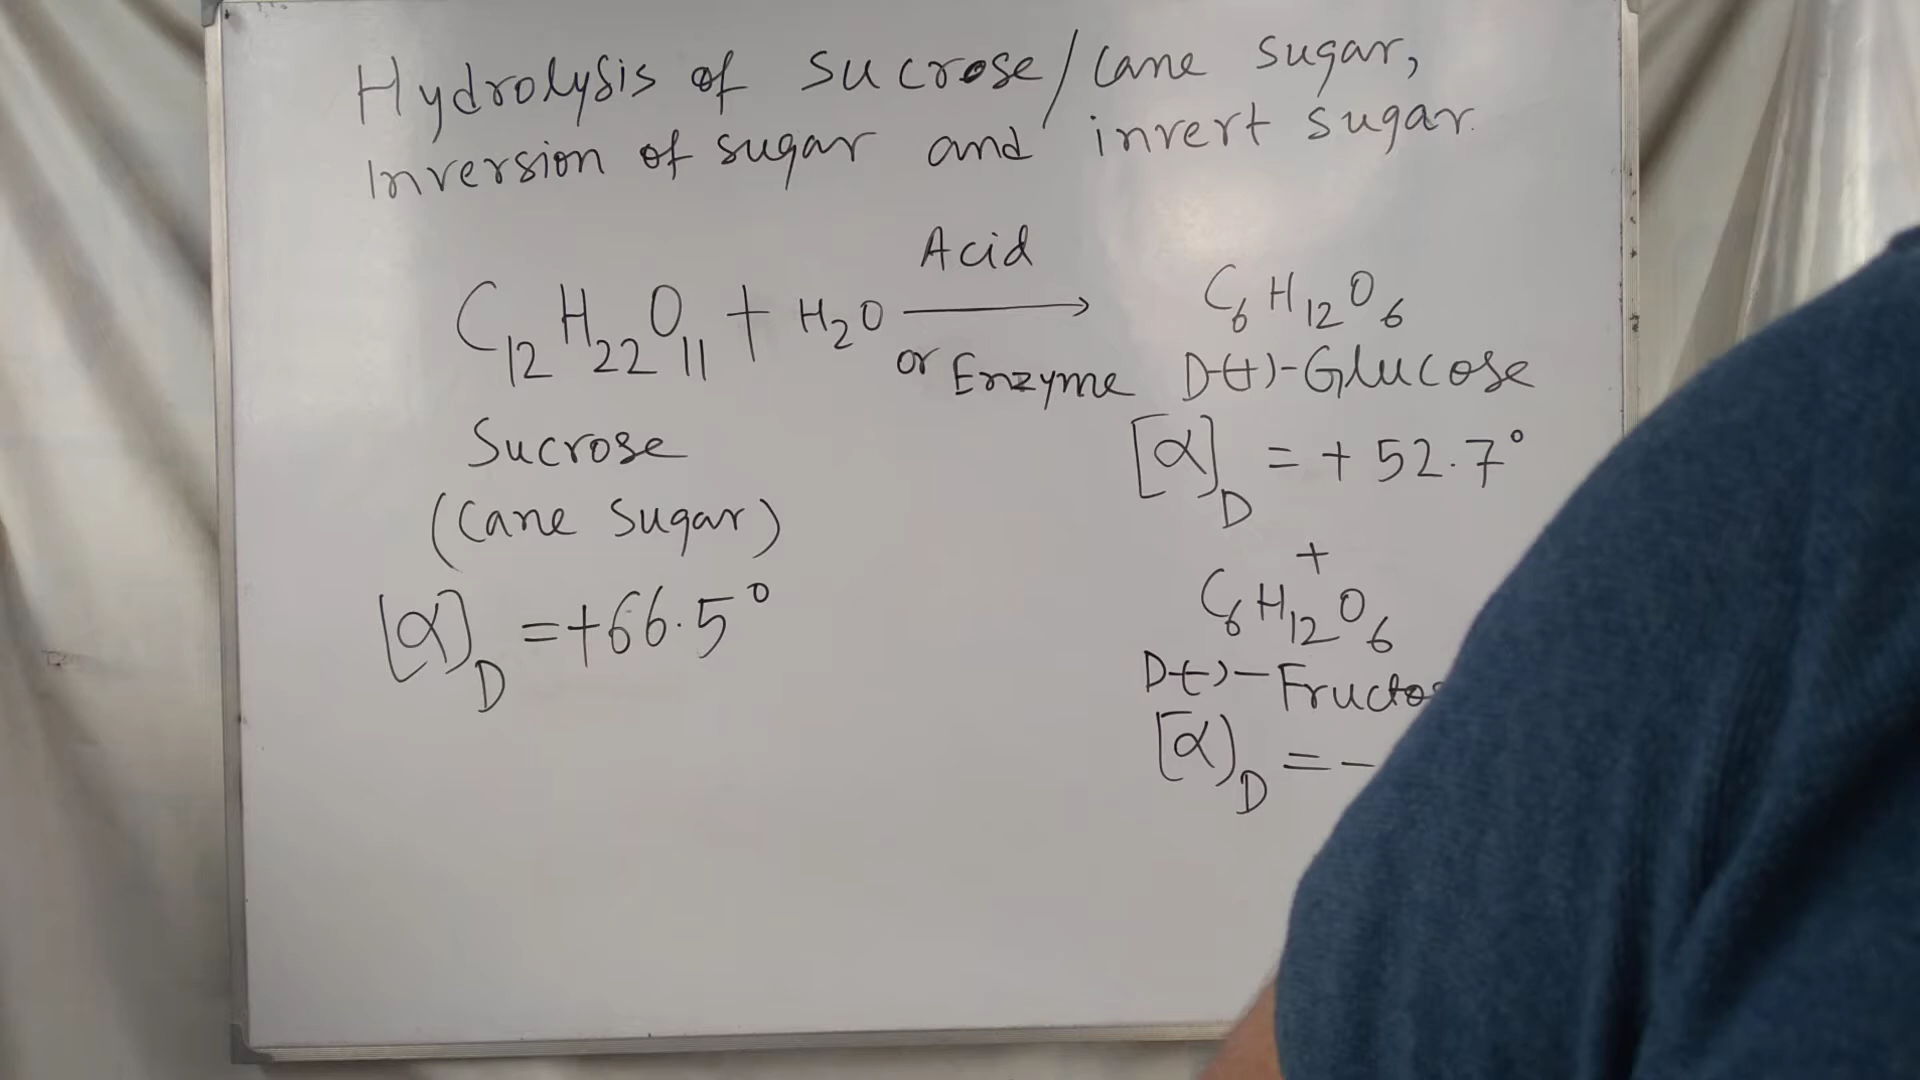 Hydrolysis of sucrose/cane sugar,
Inversion of sugar and invert sugar.
Acid
C12H22O11 + H2O → C6H12O6
or Enzyme D(+)-Glucose
Sucrose [α]D = +52.7°
(Cane Sugar) +
[α]D = +66.5° C6H12O6
D(-)-
[α]D = -